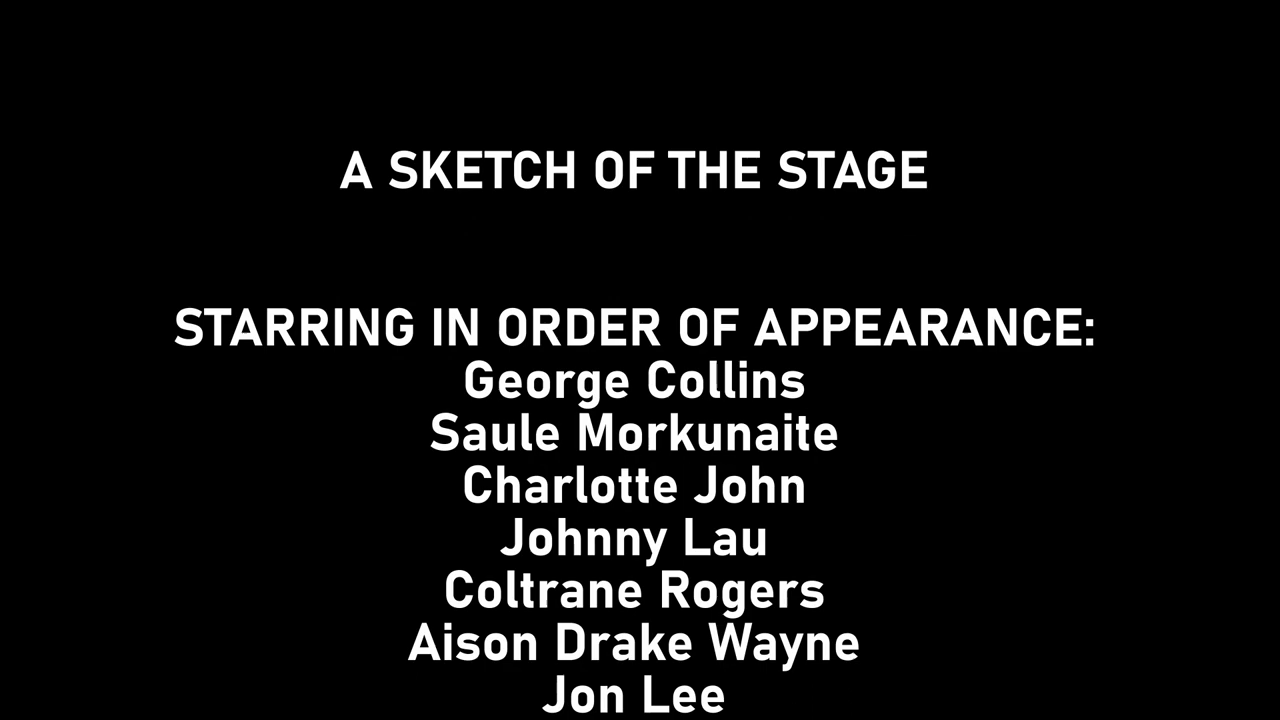 A SKETCH OF THE STAGE
STARRING IN ORDER OF APPEARANCE:
George Collins
Saule Morkunaite
Charlotte John
Johnny Lau
Coltrane Rogers
Aison Drake Wayne
Jon Lee